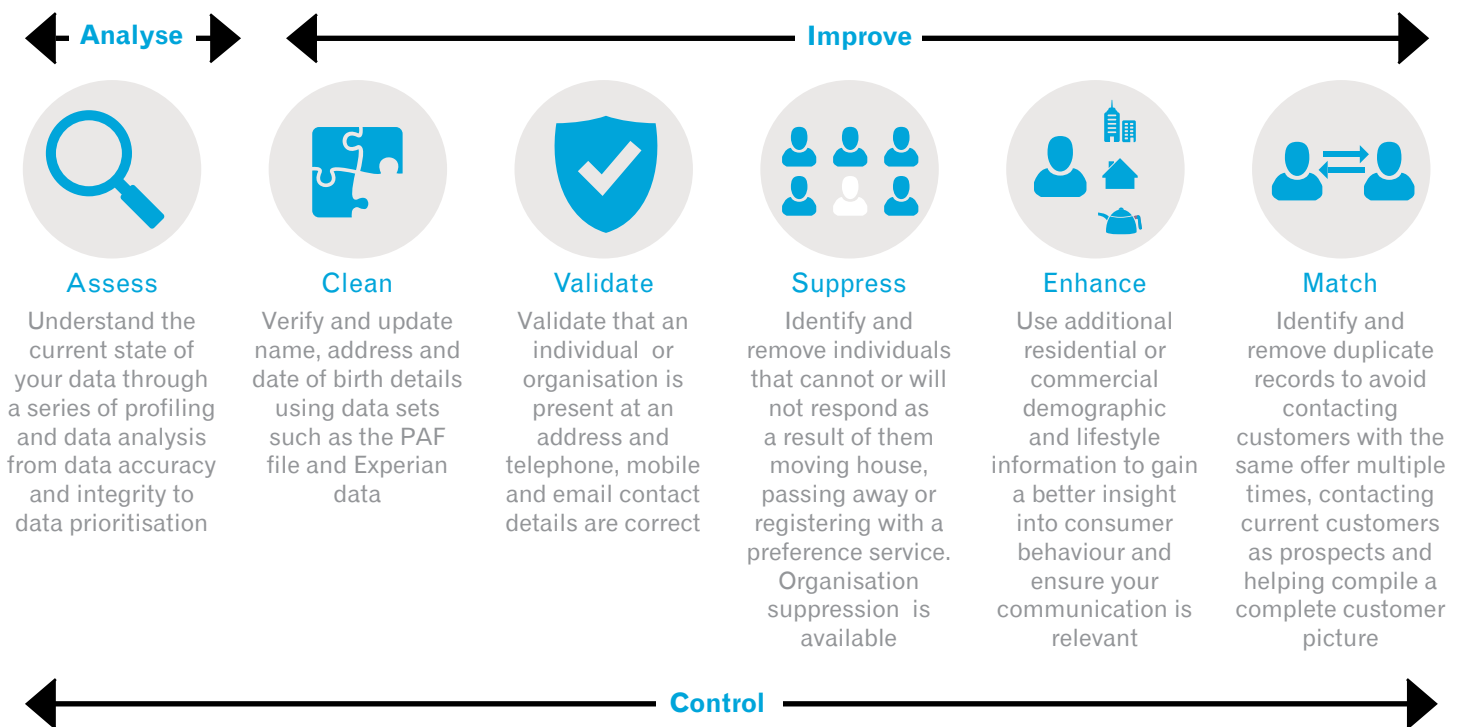 Analyse
Improve
Assess
Understand the
current state of
your data through
a series of profiling
and data analysis
from data accuracy
and integrity to
data prioritisation
Clean
Verify and update
name, address and
date of birth details
using data sets
such as the PAF
file and Experian
data
Validate
Validate that an
individual or
organisation is
present at an
address and
telephone, mobile
and email contact
details are correct
Suppress
Identify and
remove individuals
that cannot or will
not respond as
a result of them
moving house,
passing away or
registering with a
preference service.
Organisation
suppression is
available
Enhance
Use additional
residential or
commercial
demographic
and lifestyle
information to gain
a better insight
into consumer
behaviour and
ensure your
communication is
relevant
Match
Identify and
remove duplicate
records to avoid
contacting
customers with the
same offer multiple
times, contacting
current customers
as prospects and
helping compile a
complete customer
picture
Control